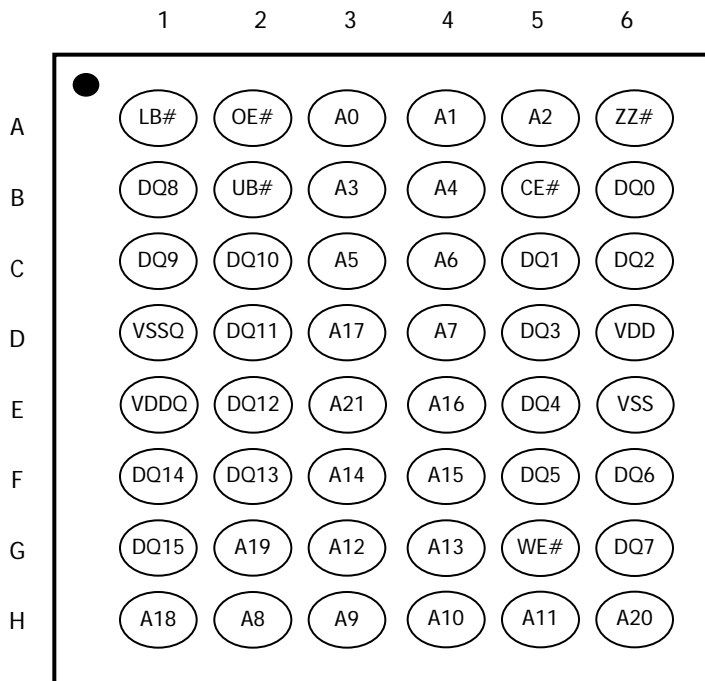 1 2 3 4 5 6
A LB# OE# A0 A1 A2 ZZ#
B DQ8 UB# A3 A4 CE# DQ0
C DQ9 DQ10 A5 A6 DQ1 DQ2
D VSSQ DQ11 A17 A7 DQ3 VDD
E VDDQ DQ12 A21 A16 DQ4 VSS
F DQ14 DQ13 A14 A15 DQ5 DQ6
G DQ15 A19 A12 A13 WE# DQ7
H A18 A8 A9 A10 A11 A20